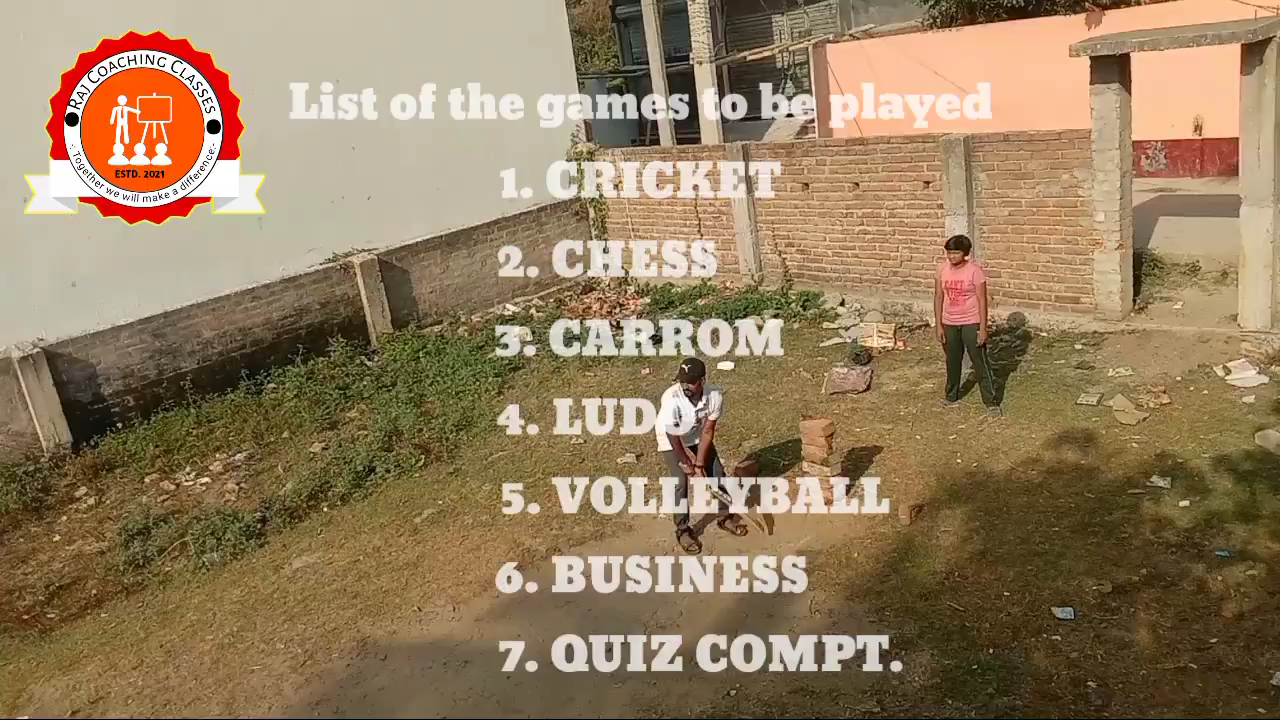 RAJ COACHING CLASSES
ESTD. 2021
Together we will make a difference
List of the games to be played
1. CRICKET
2. CHESS
3. CARROM
4. LUDO
5. VOLLEYBALL
6. BUSINESS
7. QUIZ COMPT.